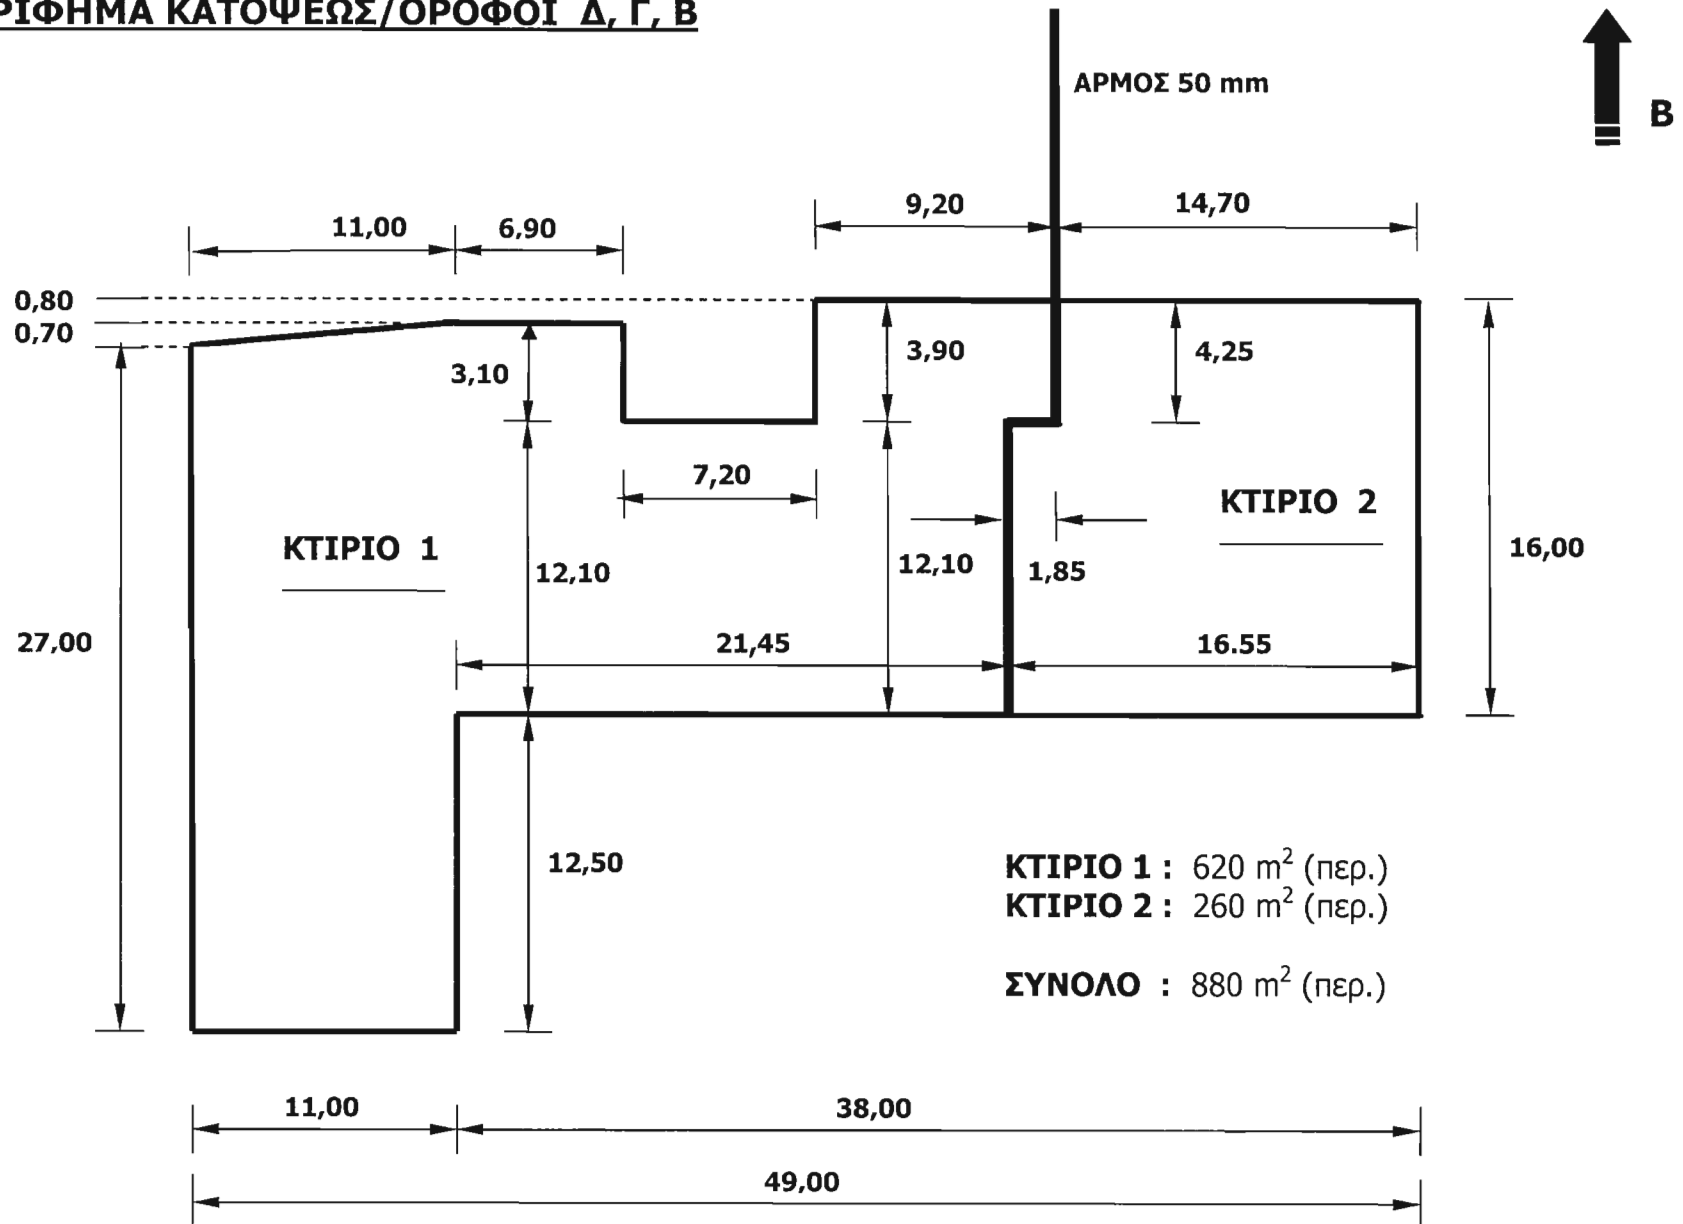 ΡΙΦΗΜΑ ΚΑΤΟΨΕΩΣ/ΟΡΟΦΟΙ Δ, Γ, Β
ΑΡΜΟΣ 50 mm
Β
9,20
14,70
11,00
6,90
0,80
0,70
3,10
3,90
4,25
7,20
ΚΤΙΡΙΟ 2
ΚΤΙΡΙΟ 1
16,00
12,10
12,10
1,85
27,00
21,45
16.55
12,50
ΚΤΙΡΙΟ 1 : 620 m² (περ.)
ΚΤΙΡΙΟ 2 : 260 m² (περ.)
ΣΥΝΟΛΟ : 880 m² (περ.)
11,00
38,00
49,00